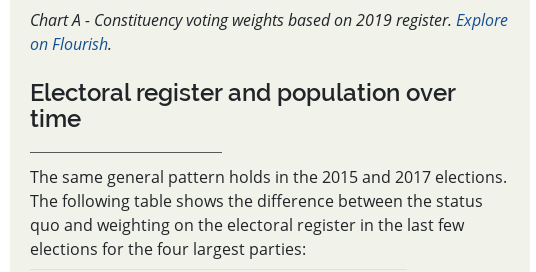 Chart A - Constituency voting weights based on 2019 register. Explore
on Flourish.
Electoral register and population over
time
The same general pattern holds in the 2015 and 2017 elections.
The following table shows the difference between the status
quo and weighting on the electoral register in the last few
elections for the four largest parties: